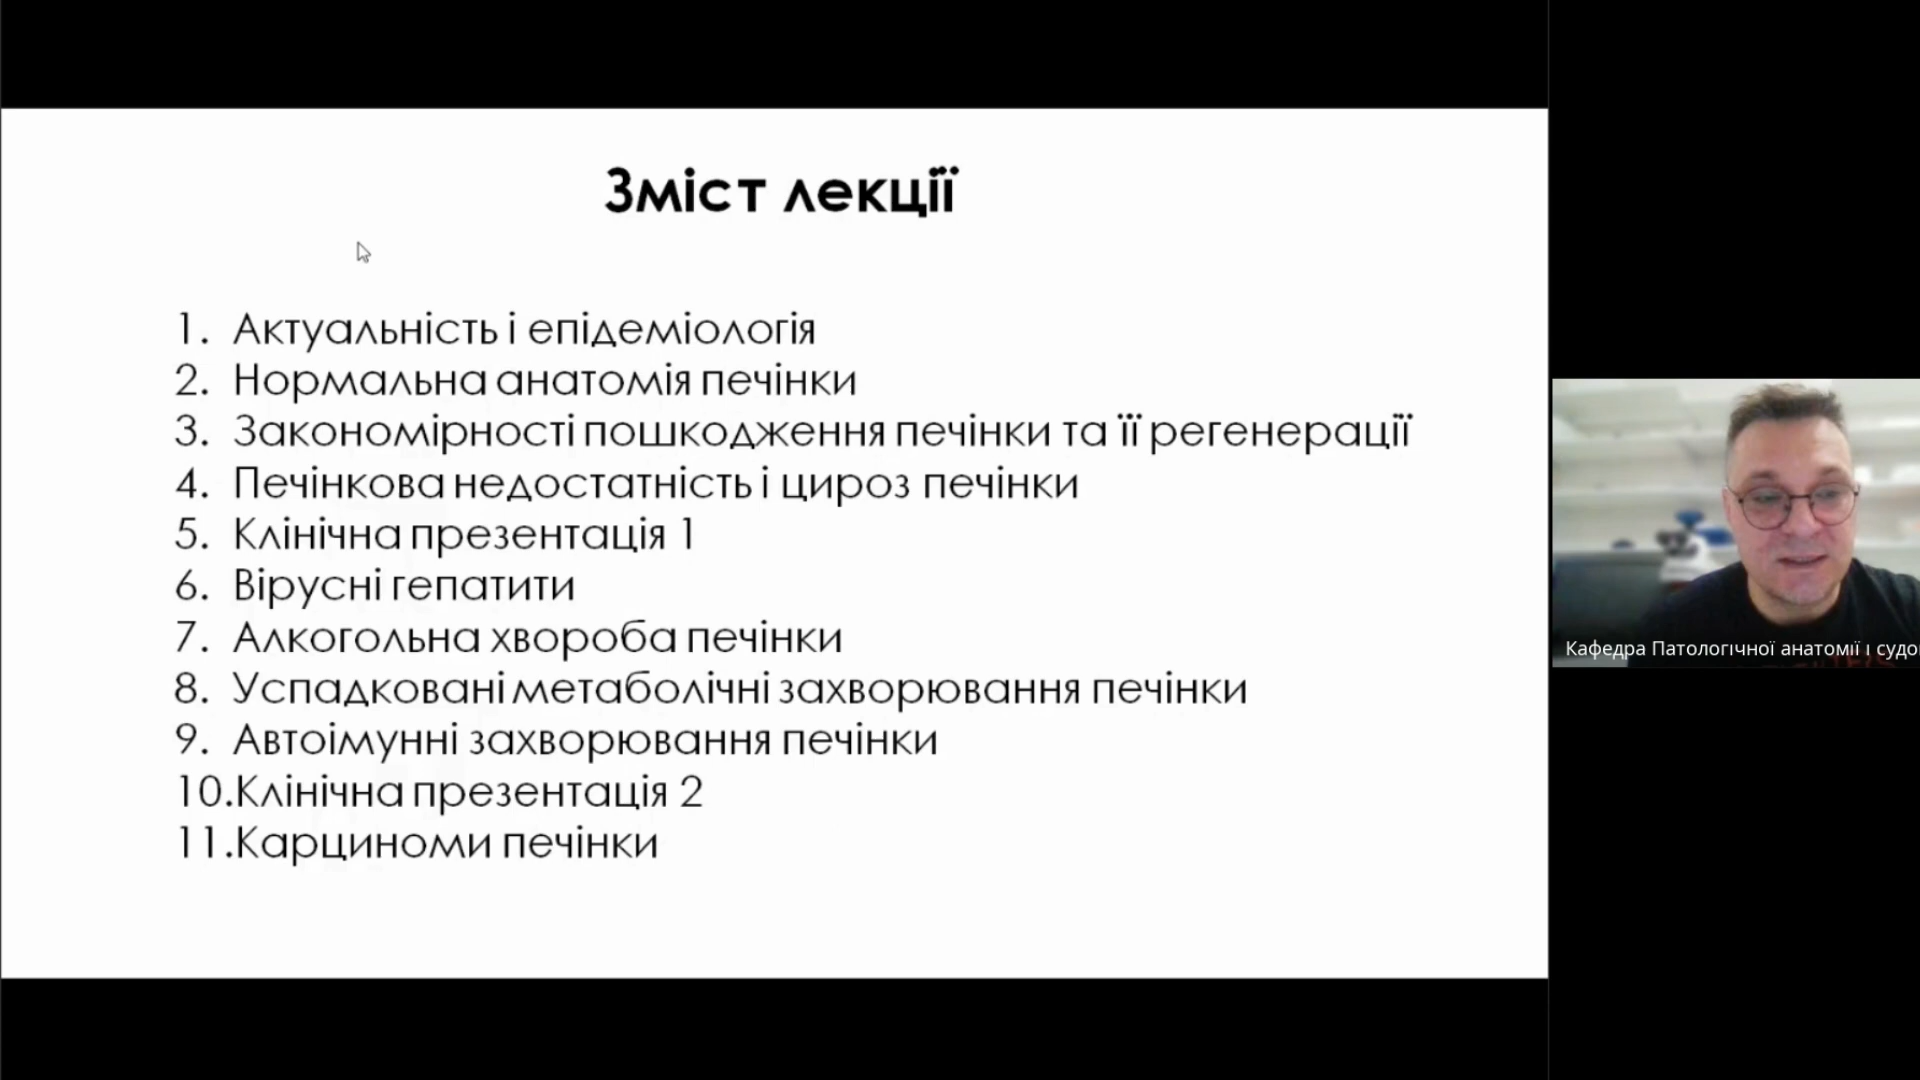 Зміст лекції
1. Актуальність і епідеміологія
2. Нормальна анатомія печінки
3. Закономірності пошкодження печінки та її регенерації
4. Печінкова недостатність і цироз печінки
5. Клінічна презентація 1
6. Вірусні гепатити
7. Алкогольна хвороба печінки
8. Успадковані метаболічні захворювання печінки
9. Автоімунні захворювання печінки
10.Клінічна презентація 2
11.Карциноми печінки
Кафедра Патологічної анатомії і судо